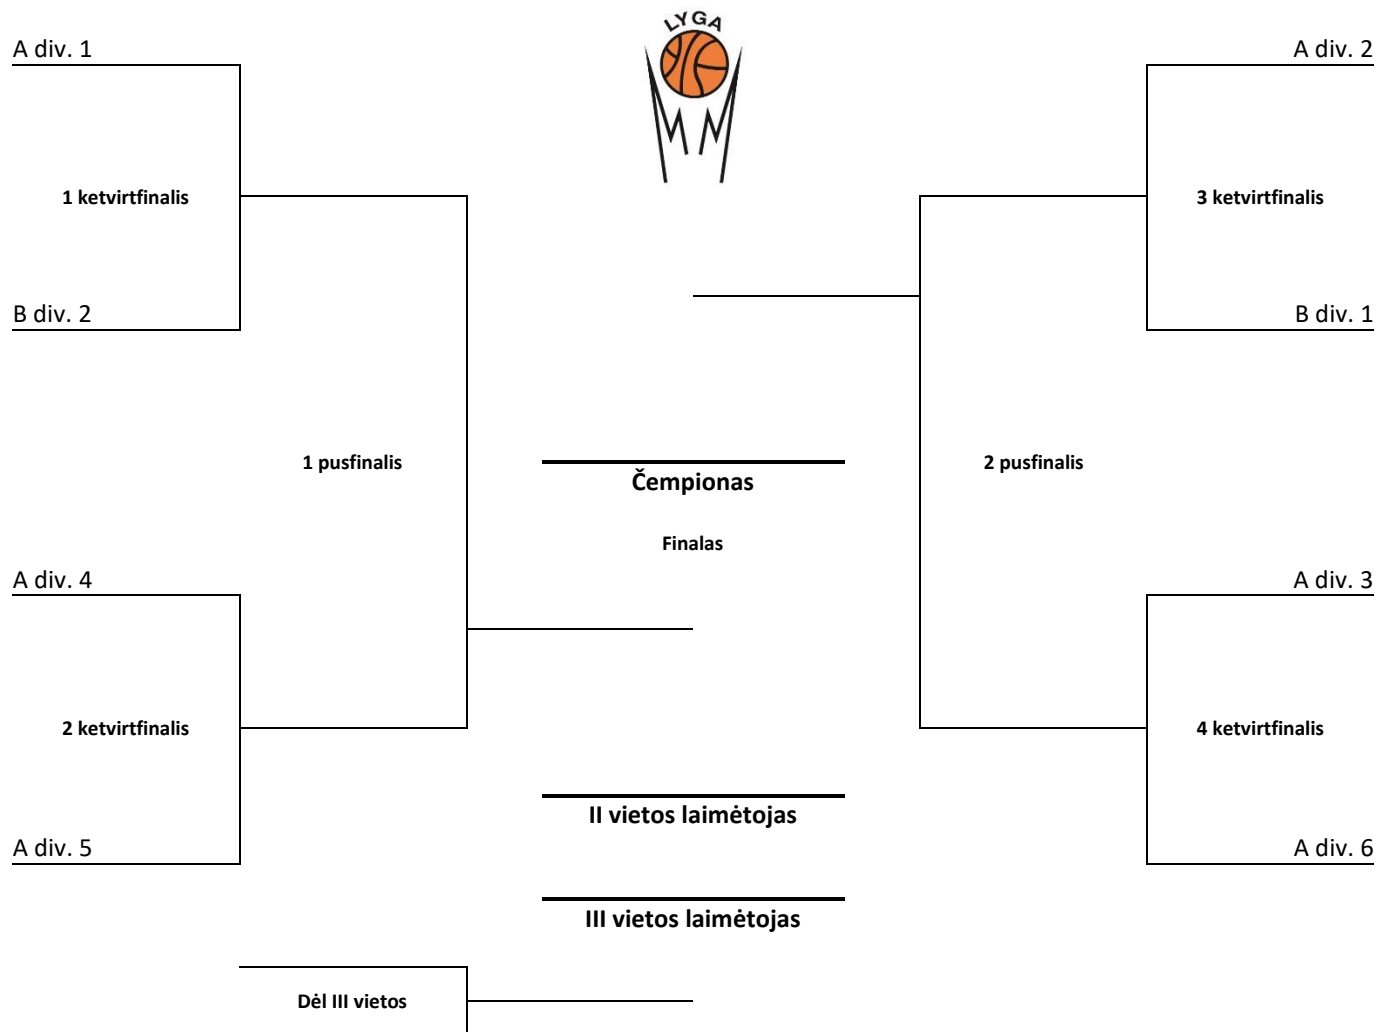 LYGA
A div. 1
A div. 2
1 ketvirtfinalis
3 ketvirtfinalis
B div. 2
B div. 1
1 pusfinalis
2 pusfinalis
Čempionas
Finalas
A div. 4
A div. 3
2 ketvirtfinalis
4 ketvirtfinalis
II vietos laimėtojas
A div. 5
A div. 6
III vietos laimėtojas
Dėl III vietos